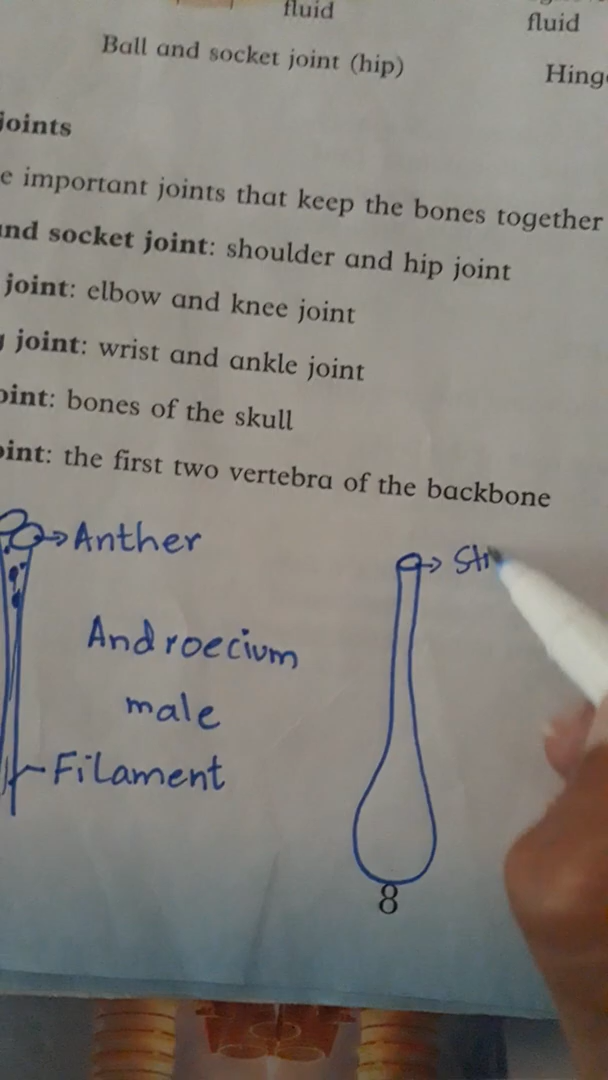 fluid
fluid
Ball and socket joint (hip)
joints
important joints that keep the bones together
socket joint: shoulder and hip joint
joint: elbow and knee joint
joint: wrist and ankle joint
bones of the skull
the first two vertebra of the backbone
Anther
Androecium
male
Filament
8